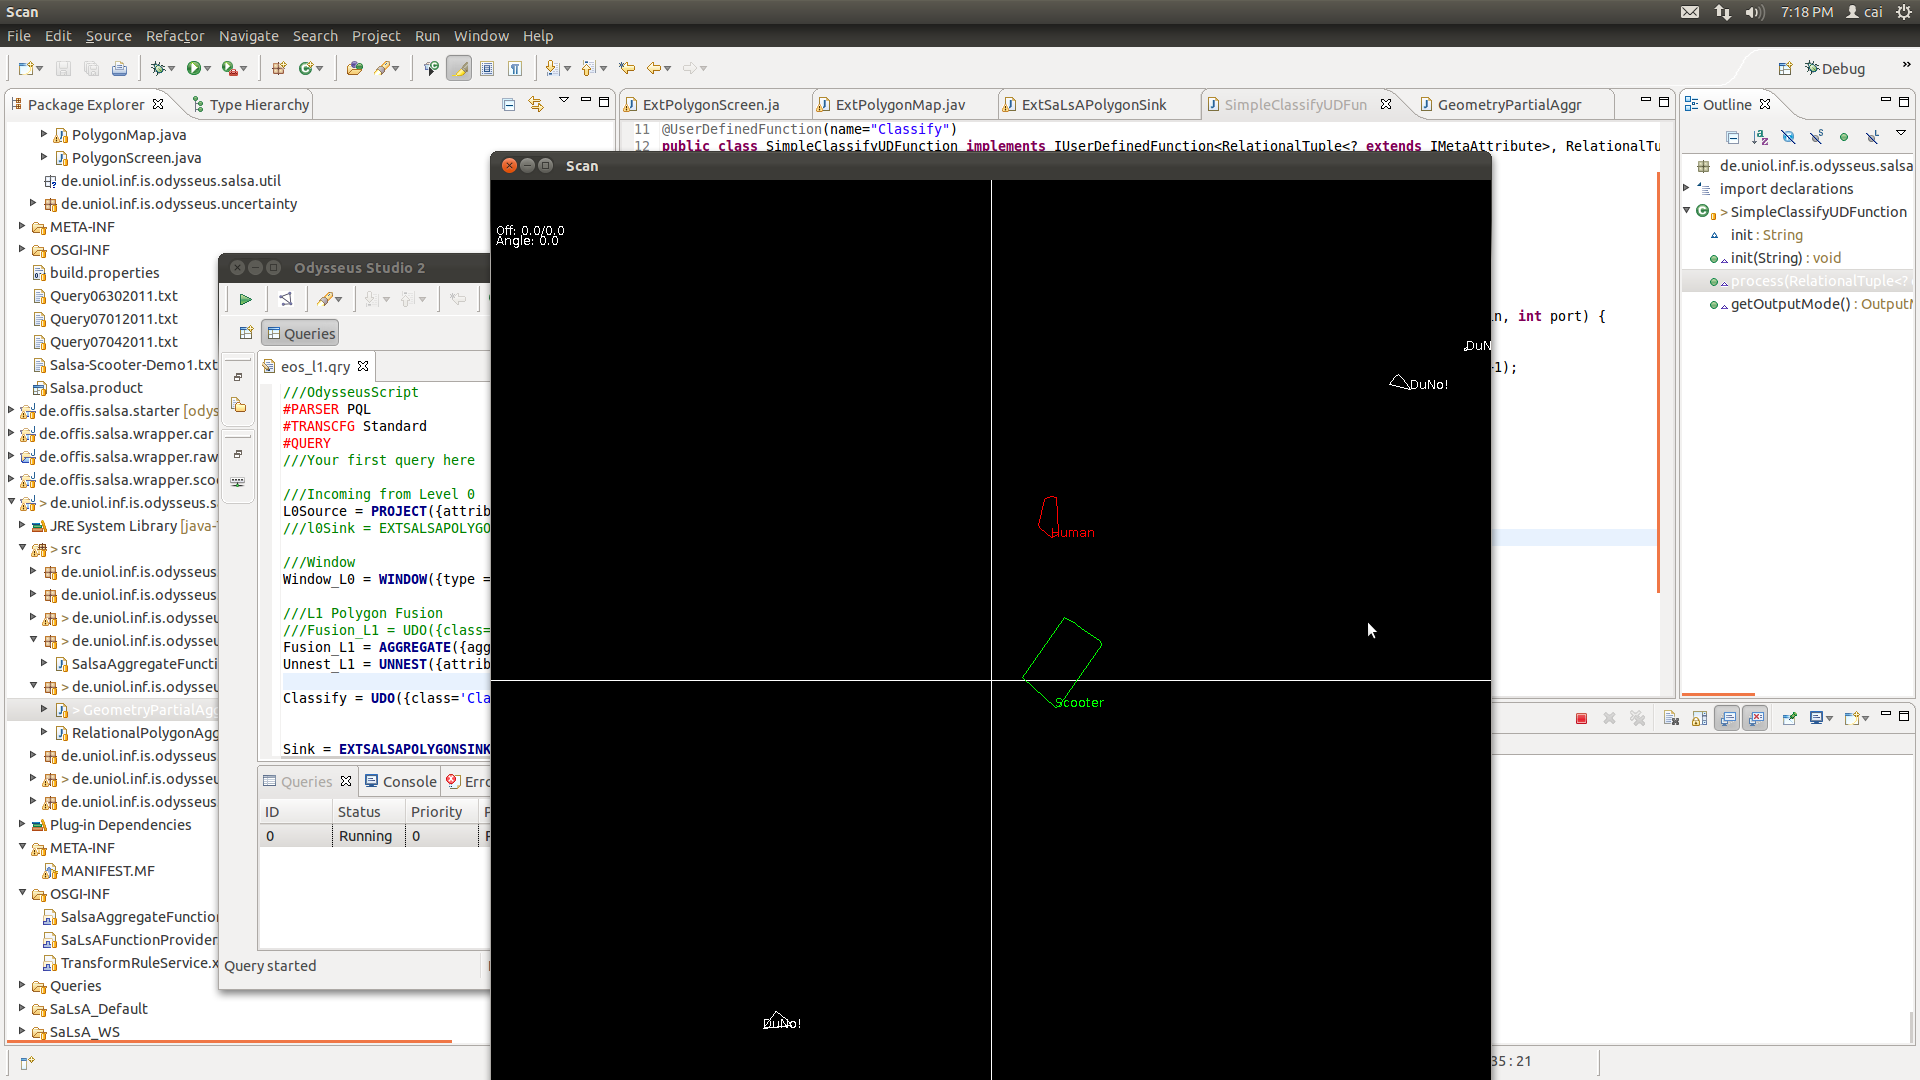 Scan
7:18 PM
cai
File Edit Source Refactor Navigate Search Project Run Window Help
Debug
»
Package Explorer
Type Hierarchy
PolygonMap.java
PolygonScreen.java
de.uniol.inf.is.odysseus.salsa.util
de.uniol.inf.is.odysseus.uncertainty
META-INF
OSGI-INF
build.properties
Query06302011.txt
Query07012011.txt
Query07042011.txt
Salsa-Scooter-Demo1.txt
Salsa.product
de.offis.salsa.starter [odys
de.offis.salsa.wrapper.car
de.offis.salsa.wrapper.raw
de.offis.salsa.wrapper.scoo
> de.uniol.inf.is.odysseus.sa
JRE System Library [java-
> src
de.uniol.inf.is.odysseus
de.uniol.inf.is.odysseus
> de.uniol.inf.is.odysseu
> de.uniol.inf.is.odysseu
SalsaAggregateFuncti
> de.uniol.inf.is.odysseu
> GeometryPartialAgg
RelationalPolygonAgg
de.uniol.inf.is.odysseus
> de.uniol.inf.is.odysseu
de.uniol.inf.is.odysseus
Plug-in Dependencies
META-INF
MANIFEST.MF
OSGI-INF
SalsaAggregateFunction
SaLsAFunctionProvider
TransformRuleService.x
Queries
SaLsA_Default
SaLsA_WS
ExtPolygonScreen.ja
ExtPolygonMap.jav
ExtSaLsAPolygonSink
SimpleClassifyUDFun
GeometryPartialAggr
11 @UserDefinedFunction(name="Classify")
12 public class SimpleClassifyUDFunction implements IUserDefinedFunction<RelationalTuple<? extends IMetaAttribute>, RelationalTu
n, int port) {
1);
Outline
de.uniol.inf.is.odysseus.salsa
import declarations
> SimpleClassifyUDFunction
init : String
init(String) : void
process(RelationalTuple<?
getOutputMode() : OutputM
Odysseus Studio 2
Queries
eos_l1.qry
///OdysseusScript
#PARSER PQL
#TRANSCFG Standard
#QUERY
///Your first query here
///Incoming from Level 0
L0Source = PROJECT({attrib
///l0Sink = EXTSALSAPOLYGO
///Window
Window_L0 = WINDOW({type =
///L1 Polygon Fusion
///Fusion_L1 = UDO({class=
Fusion_L1 = AGGREGATE({agg
Unnest_L1 = UNNEST({attrib
Classify = UDO({class='Cla
Sink = EXTSALSAPOLYGONSINK
Queries
Console
Erro
ID Status Priority
0 Running 0
Query started
Scan
Off: 0.0/0.0
Angle: 0.0
DuN
DuNo!
Human
Scooter
DuNo!
35 : 21